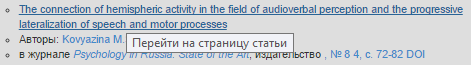 The connection of hemispheric activity in the field of audioverbal perception and the progressive
lateralization of speech and motor processes
Авторы: Kovyazina M.
Перейти на страницу статьи
в журнале Psychology in Russia: State of the Art, издательство , № 8 4, с. 72-82 DOI